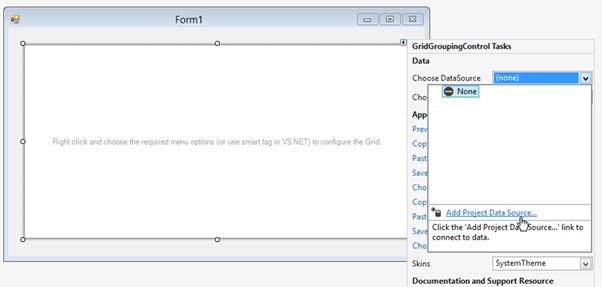 Form1
GridGroupingControl Tasks
Data
Choose DataSource (none)
Cho
None
Appe
Prev
Copy
Past
Save
Cho
Cop
Past
Save
Cho
Add Project Data Source...
Click the 'Add Project Data Source...' link to
connect to data.
Right click and choose the required menu options (or use smart tag in VS.NET) to configure the Grid.
Skins SystemTheme
Documentation and Support Resource